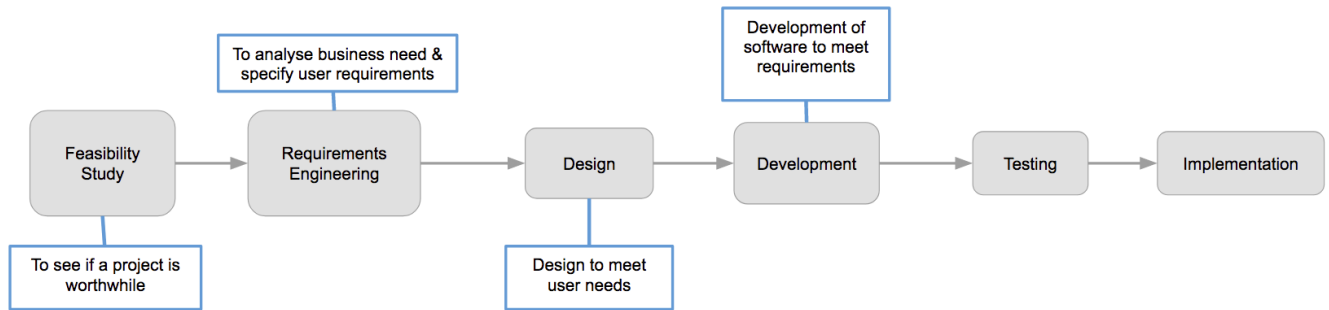 Development of
software to meet
requirements
To analyse business need &
specify user requirements
Feasibility
Study
Requirements
Engineering
Design
Development
Testing
Implementation
To see if a project is
worthwhile
Design to meet
user needs